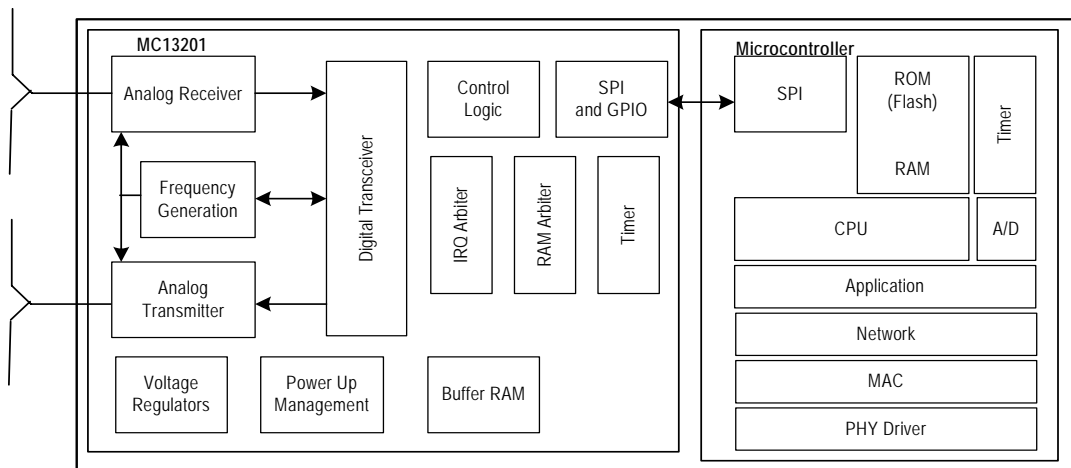 MC13201
Analog Receiver
Frequency
Generation
Analog
Transmitter
Digital Transceiver
Control
Logic
SPI
and GPIO
IRQ Arbiter
RAM Arbiter
Timer
Voltage
Regulators
Power Up
Management
Buffer RAM
Microcontroller
SPI
ROM
(Flash)
RAM
Timer
CPU
A/D
Application
Network
MAC
PHY Driver